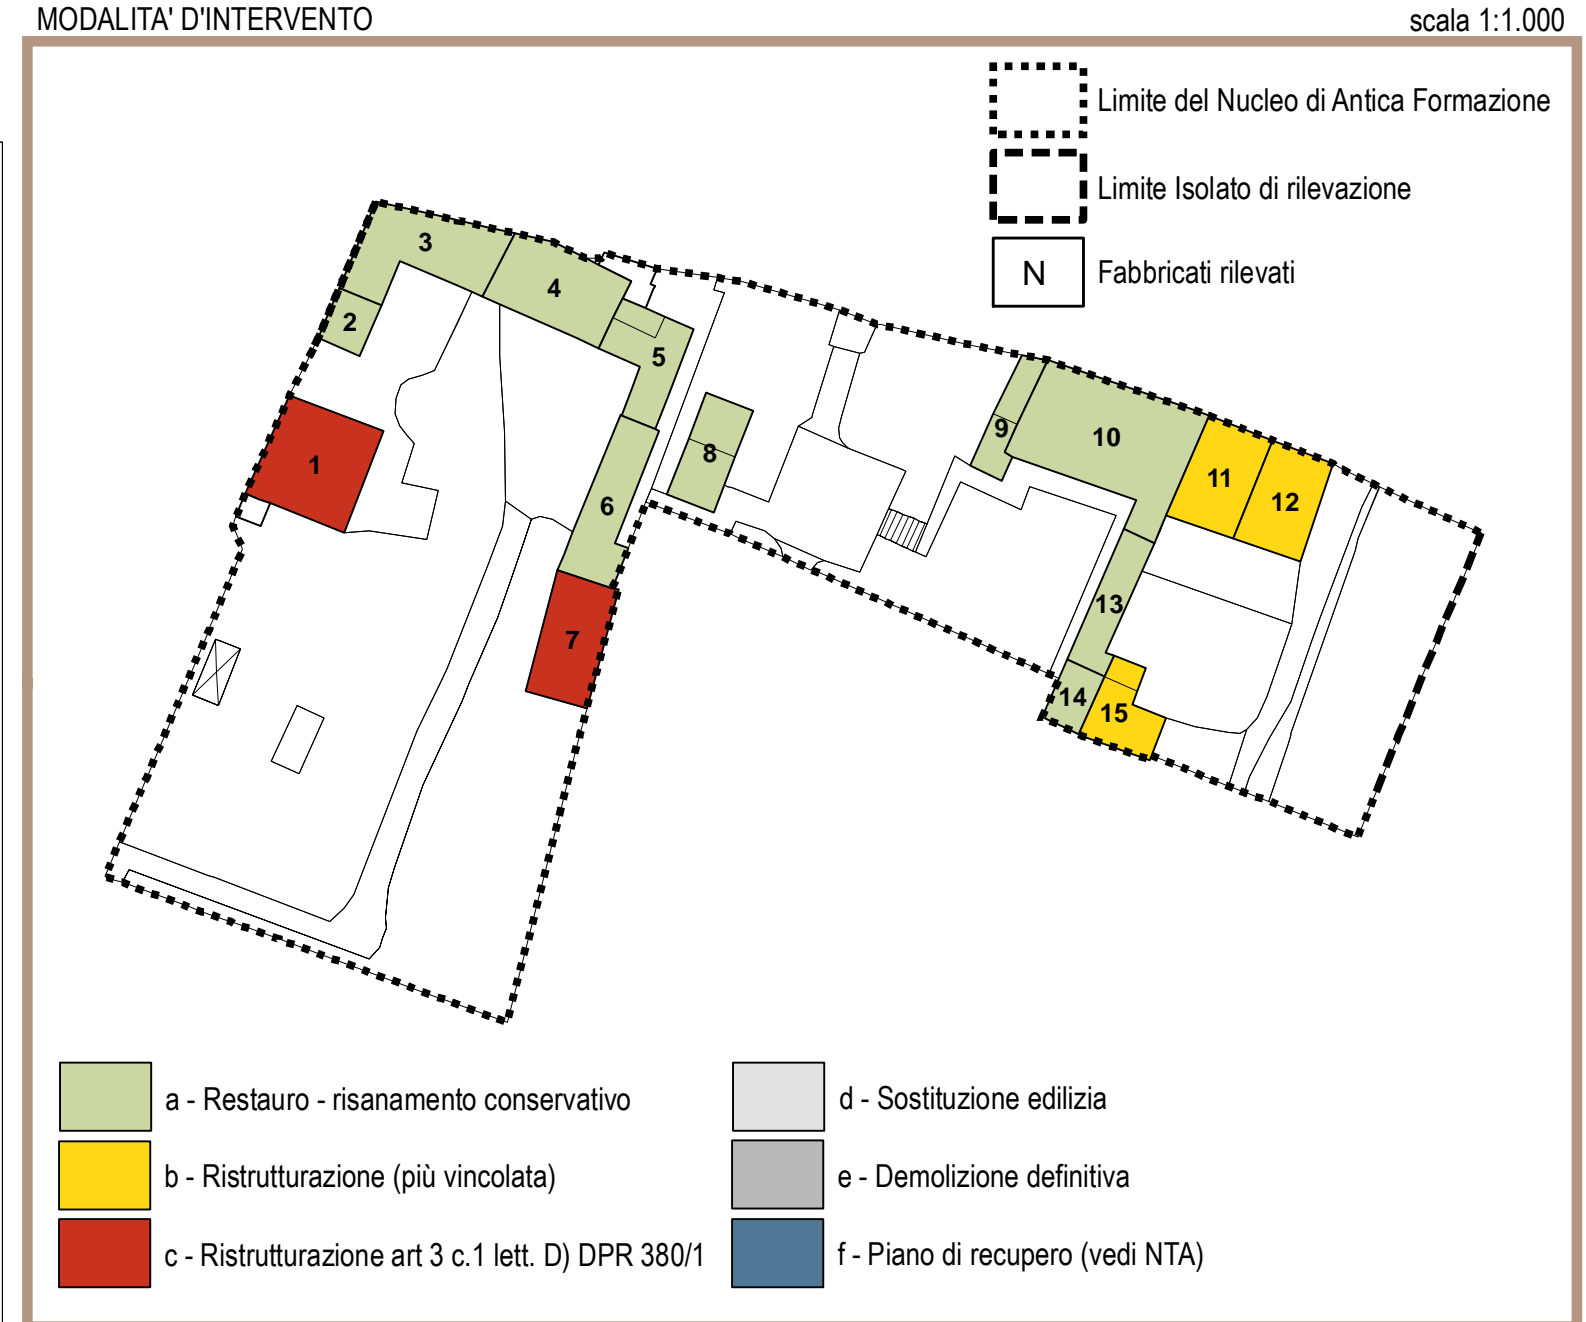 MODALITA' D'INTERVENTO
scala 1:1.000
Limite del Nucleo di Antica Formazione
Limite Isolato di rilevazione
N
Fabbricati rilevati
3
4
2
5
1
8
6
7
9
10
11
12
13
14
15
a - Restauro - risanamento conservativo
b - Ristrutturazione (più vincolata)
c - Ristrutturazione art 3 c.1 lett. D) DPR 380/1
d - Sostituzione edilizia
e - Demolizione definitiva
f - Piano di recupero (vedi NTA)